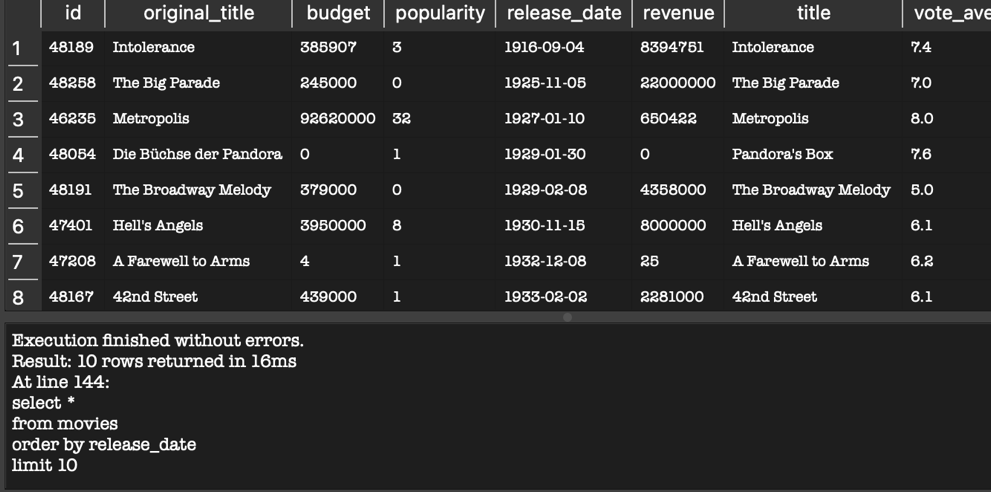 id original_title budget popularity release_date revenue title vote_ave
1 48189 Intolerance 385907 3 1916-09-04 8394751 Intolerance 7.4
2 48258 The Big Parade 245000 0 1925-11-05 22000000 The Big Parade 7.0
3 46235 Metropolis 92620000 32 1927-01-10 650422 Metropolis 8.0
4 48054 Die Büchse der Pandora 0 1 1929-01-30 0 Pandora's Box 7.6
5 48191 The Broadway Melody 379000 0 1929-02-08 4358000 The Broadway Melody 5.0
6 47401 Hell's Angels 3950000 8 1930-11-15 8000000 Hell's Angels 6.1
7 47208 A Farewell to Arms 4 1 1932-12-08 25 A Farewell to Arms 6.2
8 48167 42nd Street 439000 1 1933-02-02 2281000 42nd Street 6.1
Execution finished without errors.
Result: 10 rows returned in 16ms
At line 144:
select *
from movies
order by release_date
limit 10